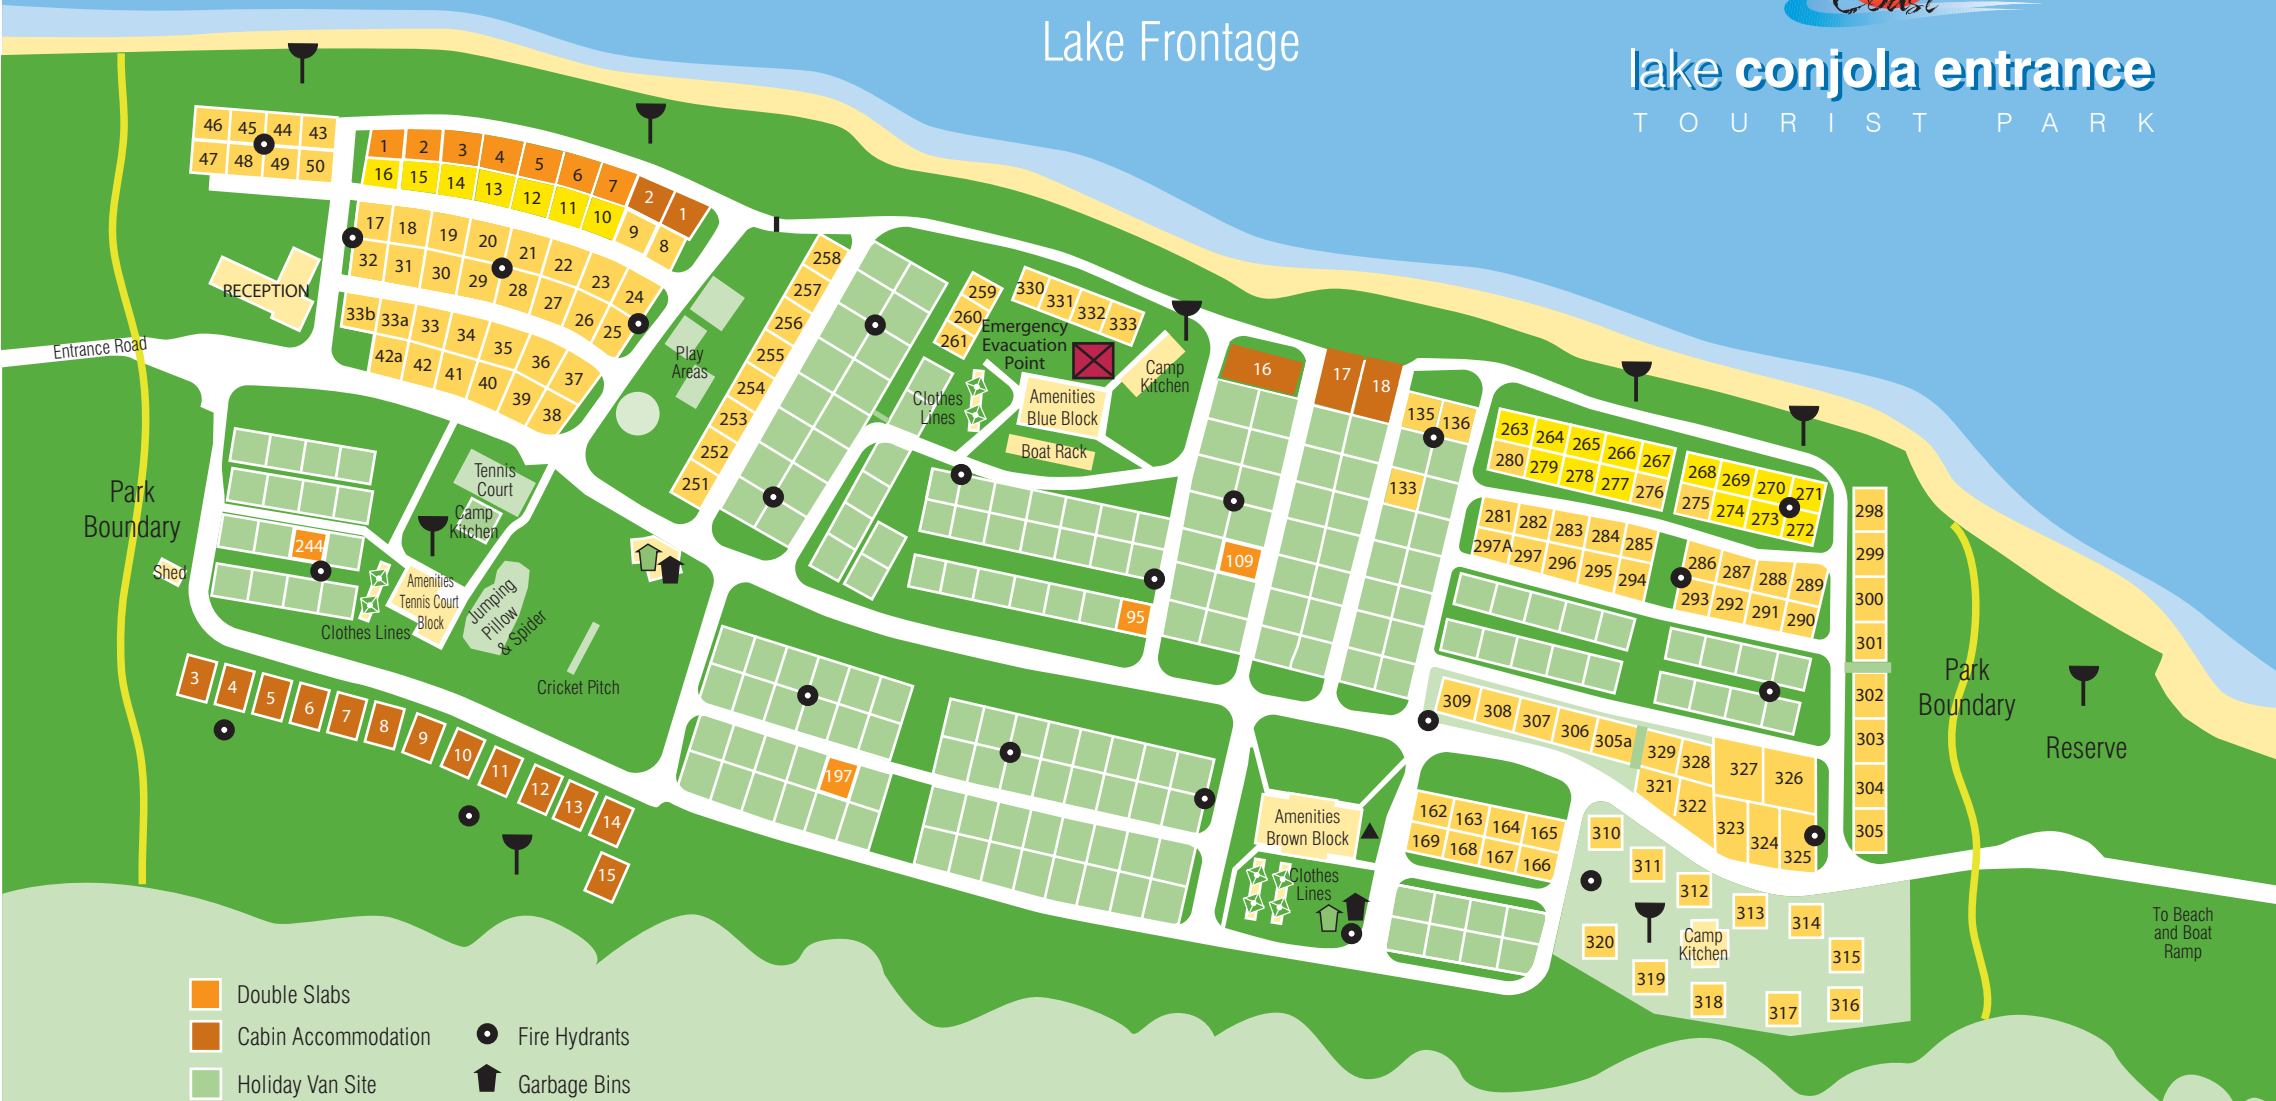 Lake Frontage
Coast
lake conjola entrance
TOURIST PARK
46 45 44 43
47 48 49 50
1 2 3 4 5 6 7 2 1
16 15 14 13 12 11 10 9 8
17 18 19 20 21 22 23 24
32 31 30 29 28 27 26 25
33b 33a 33 34 35 36 37
42a 42 41 40 39 38
RECEPTION
Entrance Road
Park
Boundary
Shed
244
Tennis
Court
Camp
Kitchen
Amenities
Tennis Court
Block
Clothes Lines
Jumping
Pillow
& Spider
Cricket Pitch
Play
Areas
258
257
256
255
254
253
252
251
259
260
261
330 331 332 333
Emergency
Evacuation
Point
Camp
Kitchen
Clothes
Lines
Amenities
Blue Block
Boat Rack
16 17 18
135 136
133
109
95
197
3 4 5 6 7 8 9 10 11 12 13 14
15
263 264 265 266 267
280 279 278 277 276
268 269 270 271
275 274 273 272
281 282 283 284 285
297A 297 296 295 294
286 287 288 289
293 292 291 290
298
299
300
301
302
303
304
305
309 308 307 306 305a
329 328 327 326
321 322 323 324 325
162 163 164 165
169 168 167 166
Amenities
Brown Block
Clothes
Lines
310
311
312
313
314
315
316
317
318
319
320
Camp
Kitchen
Park
Boundary
Reserve
To Beach
and Boat
Ramp
Double Slabs
Cabin Accommodation
Holiday Van Site
Fire Hydrants
Garbage Bins